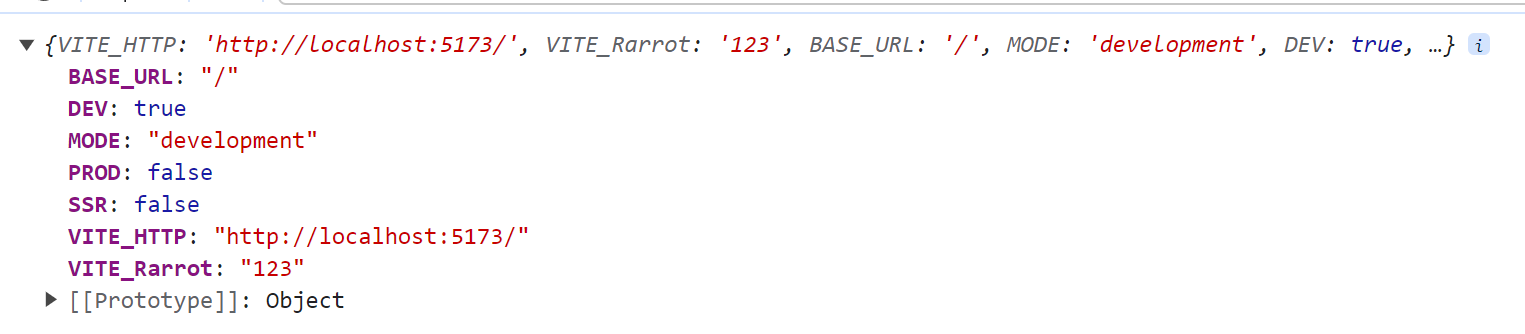 {VITE_HTTP: 'http://localhost:5173/', VITE_Rarrot: '123', BASE_URL: '/', MODE: 'development', DEV: true, …} i
BASE_URL: "/"
DEV: true
MODE: "development"
PROD: false
SSR: false
VITE_HTTP: "http://localhost:5173/"
VITE_Rarrot: "123"
[[Prototype]]: Object